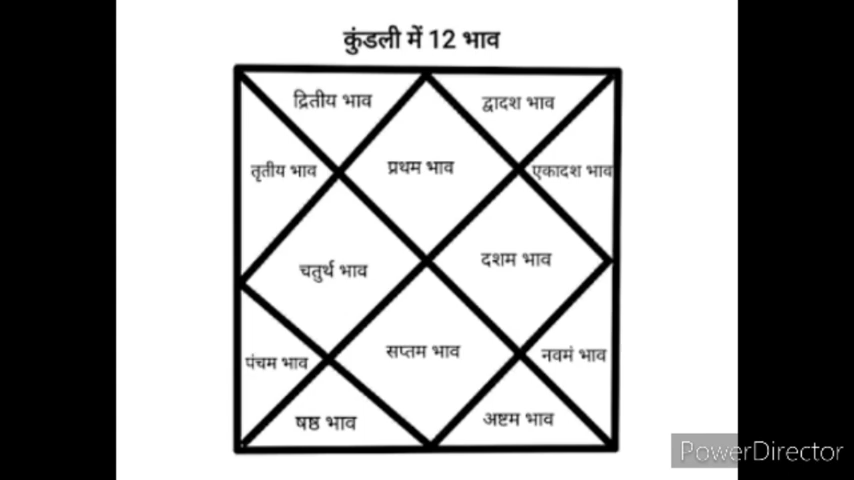 कुंडली में 12 भाव
द्रितीय भाव
द्वादश भाव
तृतीय भाव
प्रथम भाव
एकादश भाव
चतुर्थ भाव
दशम भाव
पंचम भाव
सप्तम भाव
नवमं भाव
षष्ठ भाव
अष्टम भाव
PowerDirector